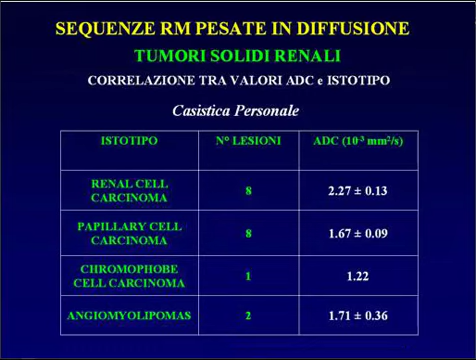 SEQUENZE RM PESATE IN DIFFUSIONE
TUMORI SOLIDI RENALI
CORRELAZIONE TRA VALORI ADC e ISTOTIPO
Casistica Personale
ISTOTIPO N° LESIONI ADC (10⁻³ mm²/s)
RENAL CELL
CARCINOMA 8 2.27 ± 0.13
PAPILLARY CELL
CARCINOMA 8 1.67 ± 0.09
CHROMOPHOBE
CELL CARCINOMA 1 1.22
ANGIOMYOLIPOMAS 2 1.71 ± 0.36